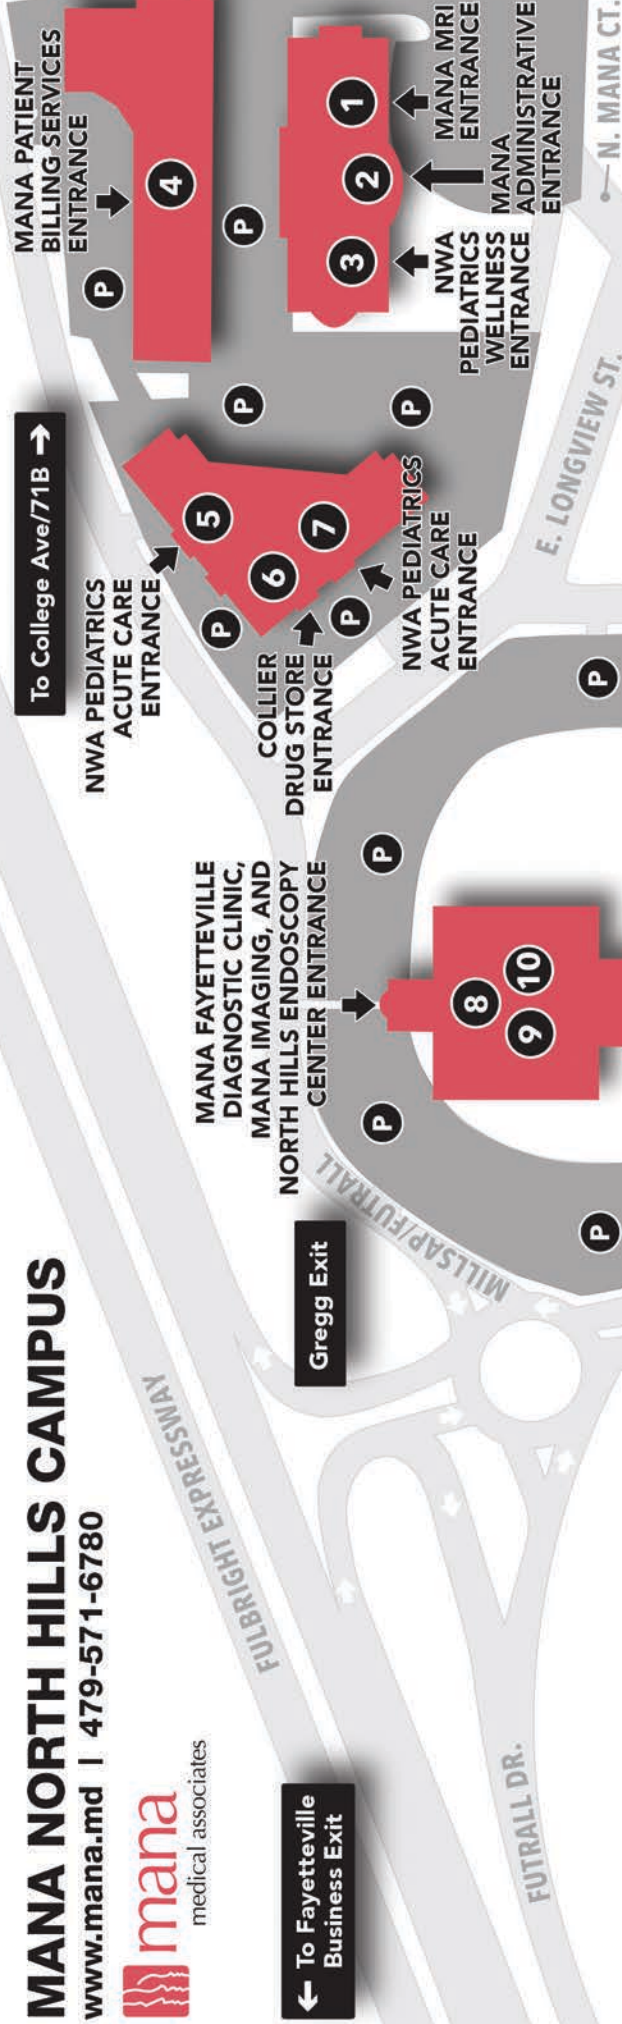 MANA NORTH HILLS CAMPUS
www.mana.md | 479-571-6780
mana
medical associates
← To Fayetteville
Business Exit
FULBRIGHT EXPRESSWAY
FUTRALL DR.
Gregg Exit
MILLSAP/FUTRALL
MANA FAYETTEVILLE
DIAGNOSTIC CLINIC,
MANA IMAGING, AND
NORTH HILLS ENDOSCOPY
CENTER ENTRANCE
8
9
10
P
P
P
P
To College Ave/71B →
NWA PEDIATRICS
ACUTE CARE
ENTRANCE
COLLIER
DRUG STORE
ENTRANCE
NWA PEDIATRICS
ACUTE CARE
ENTRANCE
5
6
7
P
P
P
P
E. LONGVIEW ST.
MANA PATIENT
BILLING SERVICES
ENTRANCE
4
P
P
1
2
3
NWA
PEDIATRICS
WELLNESS
ENTRANCE
MANA
ADMINISTRATIVE
ENTRANCE
MANA MRI
ENTRANCE
N. MANA CT.